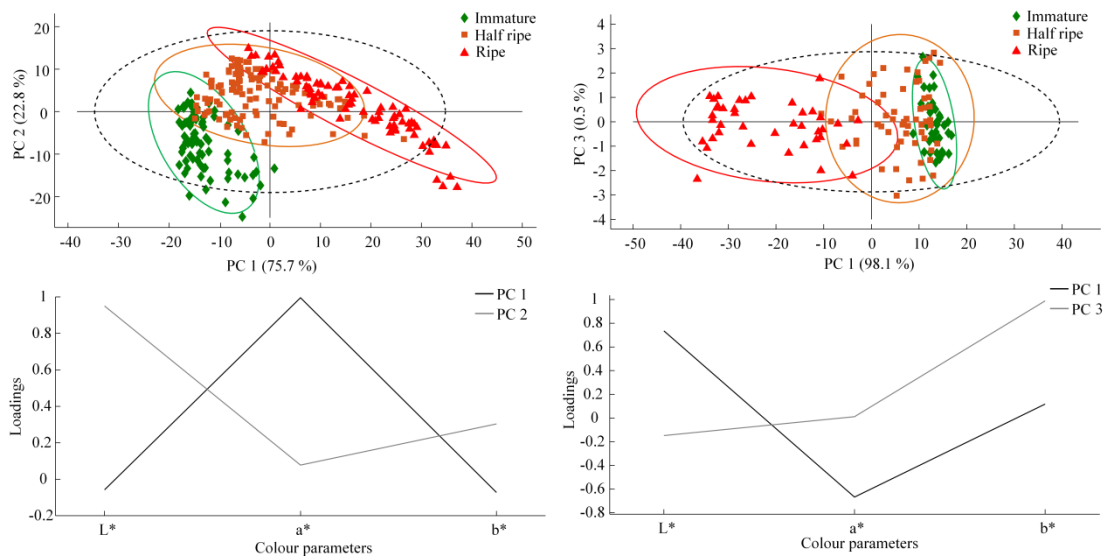 Immature
Half ripe
Ripe
20
10
0
-10
-20
PC 2 (22.8 %)
-40
-30
-20
-10
0
10
20
30
40
50
PC 1 (75.7 %)
Immature
Half ripe
Ripe
4
3
2
1
0
-1
-2
-3
-4
PC 3 (0.5 %)
-50
-40
-30
-20
-10
0
10
20
30
40
PC 1 (98.1 %)
PC 1
PC 2
1
0.8
0.6
0.4
0.2
0
-0.2
Loadings
L*
a*
b*
Colour parameters
PC 1
PC 3
1
0.8
0.6
0.4
0.2
0
-0.2
-0.4
-0.6
-0.8
Loadings
L*
a*
b*
Colour parameters